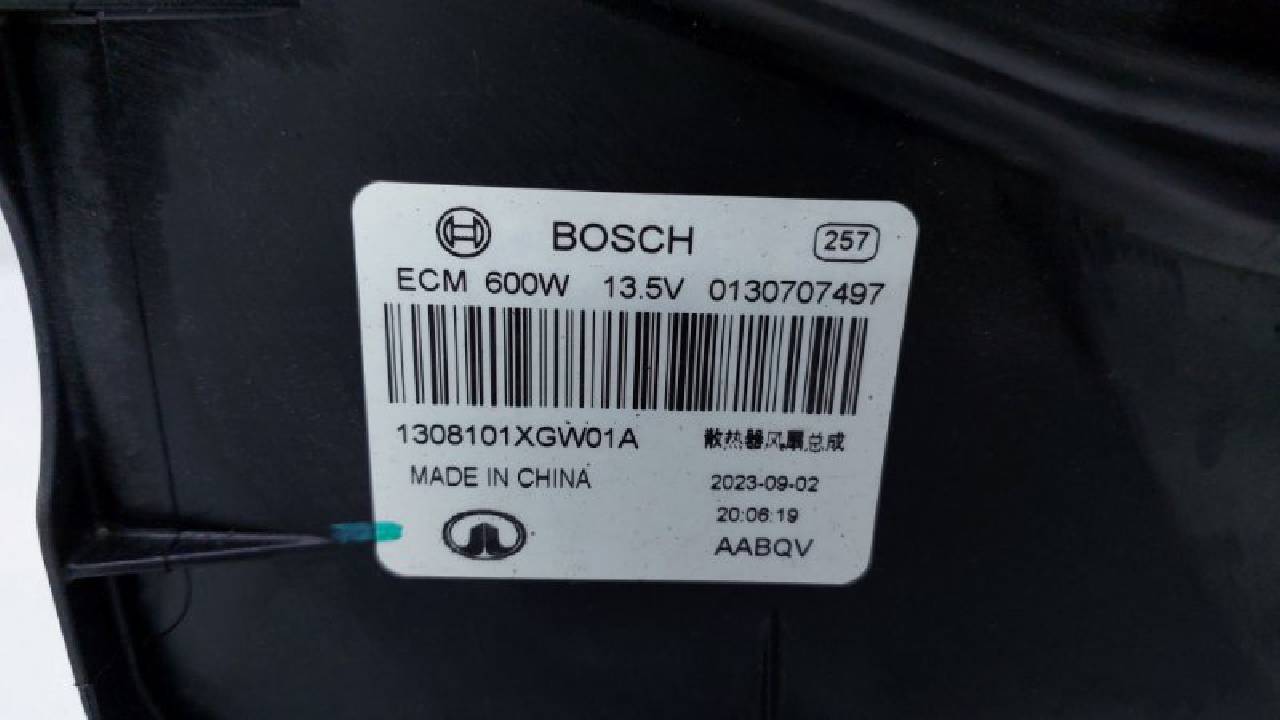 BOSCH 257
ECM 600W 13.5V 0130707497
1308101XGW01A 散热器风扇总成
MADE IN CHINA 2023-09-02
20:06:19
AABQV